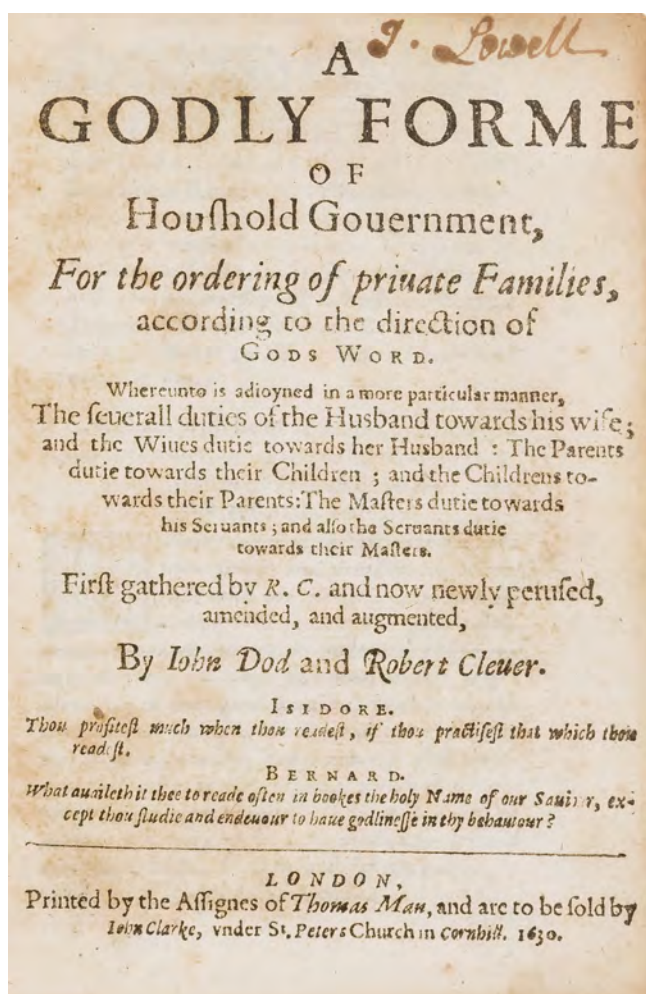 J. Lowell
A
GODLY FORME
OF
Houſhold Gouernment,
For the ordering of priuate Families,
according to the direction of
GODS WORD.
Whereunto is adioyned in a more particular manner,
The ſeuerall duties of the Husband towards his wife;
and the Wiues dutie towards her Husband : The Parents
dutie towards their Children ; and the Childrens to-
wards their Parents: The Maſters dutie towards
his Seruants ; and alſo the Seruants dutie
towards their Maſters.
Firſt gathered by R. C. and now newly peruſed,
amended, and augmented,
By Iohn Dod and Robert Cleuer.
ISIDORE.
Thou profiteſt much when thou readeſt, if thou practiſeſt that which thou
readeſt.
BERNARD.
What auaileth it thee to reade often in bookes the holy Name of our Sauiour, ex-
cept thou ſtudie and endeuour to haue godlineſſe in thy behauiour ?
LONDON,
Printed by the Aſſignes of Thomas Man, and are to be ſold by
Iohn Clarke, vnder St. Peters Church in Cornhill. 1630.